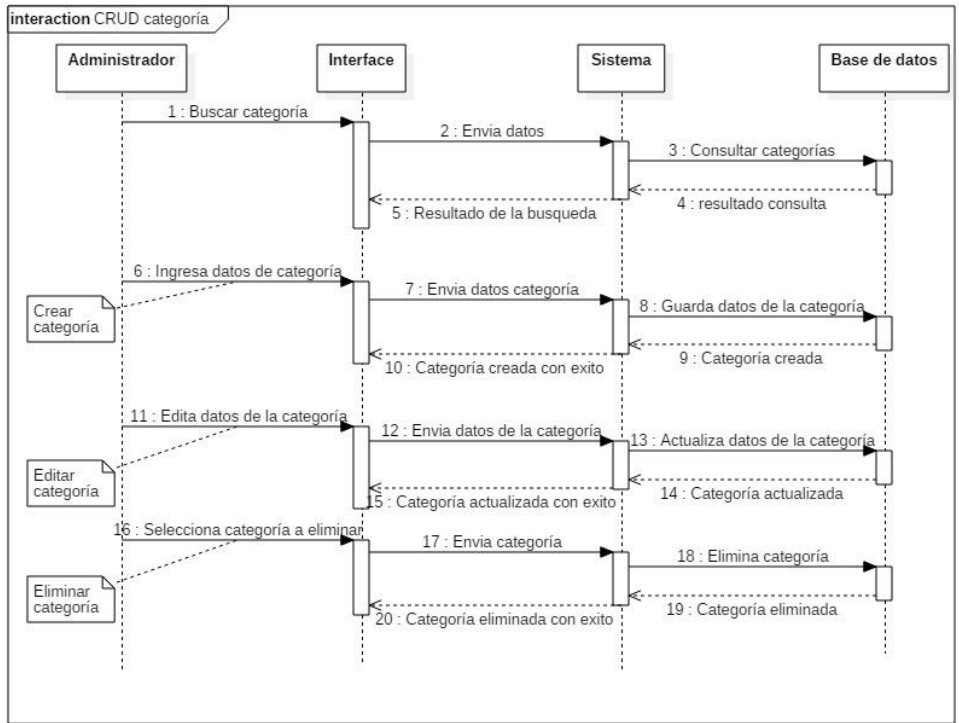 interaction CRUD categoría
Administrador
Interface
Sistema
Base de datos
1 : Buscar categoría
2 : Envia datos
3 : Consultar categorías
4 : resultado consulta
5 : Resultado de la busqueda
6 : Ingresa datos de categoría
Crear
categoría
7 : Envia datos categoría
8 : Guarda datos de la categoría
9 : Categoría creada
10 : Categoría creada con exito
11 : Edita datos de la categoría
Editar
categoría
12 : Envia datos de la categoría
13 : Actualiza datos de la categoría
14 : Categoría actualizada
15 : Categoría actualizada con exito
16 : Selecciona categoría a eliminar
Eliminar
categoría
17 : Envia categoría
18 : Elimina categoría
19 : Categoría eliminada
20 : Categoría eliminada con exito